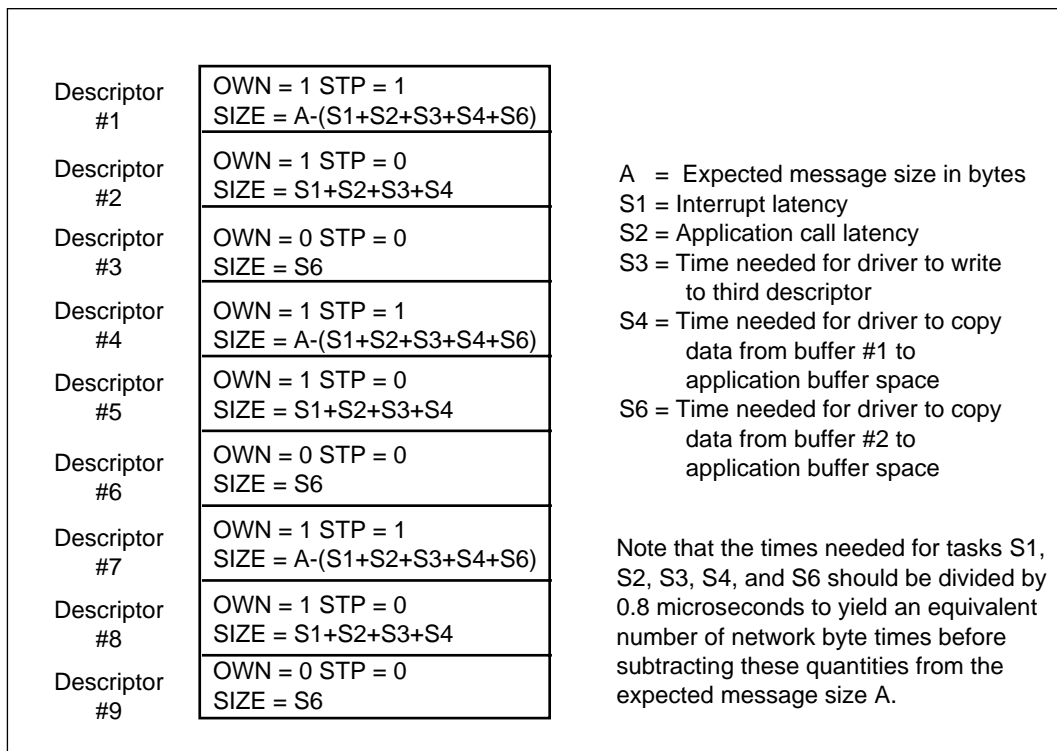 Descriptor
#1
OWN = 1 STP = 1
SIZE = A-(S1+S2+S3+S4+S6)
Descriptor
#2
OWN = 1 STP = 0
SIZE = S1+S2+S3+S4
Descriptor
#3
OWN = 0 STP = 0
SIZE = S6
Descriptor
#4
OWN = 1 STP = 1
SIZE = A-(S1+S2+S3+S4+S6)
Descriptor
#5
OWN = 1 STP = 0
SIZE = S1+S2+S3+S4
Descriptor
#6
OWN = 0 STP = 0
SIZE = S6
Descriptor
#7
OWN = 1 STP = 1
SIZE = A-(S1+S2+S3+S4+S6)
Descriptor
#8
OWN = 1 STP = 0
SIZE = S1+S2+S3+S4
Descriptor
#9
OWN = 0 STP = 0
SIZE = S6
A = Expected message size in bytes
S1 = Interrupt latency
S2 = Application call latency
S3 = Time needed for driver to write
to third descriptor
S4 = Time needed for driver to copy
data from buffer #1 to
application buffer space
S6 = Time needed for driver to copy
data from buffer #2 to
application buffer space
Note that the times needed for tasks S1,
S2, S3, S4, and S6 should be divided by
0.8 microseconds to yield an equivalent
number of network byte times before
subtracting these quantities from the
expected message size A.